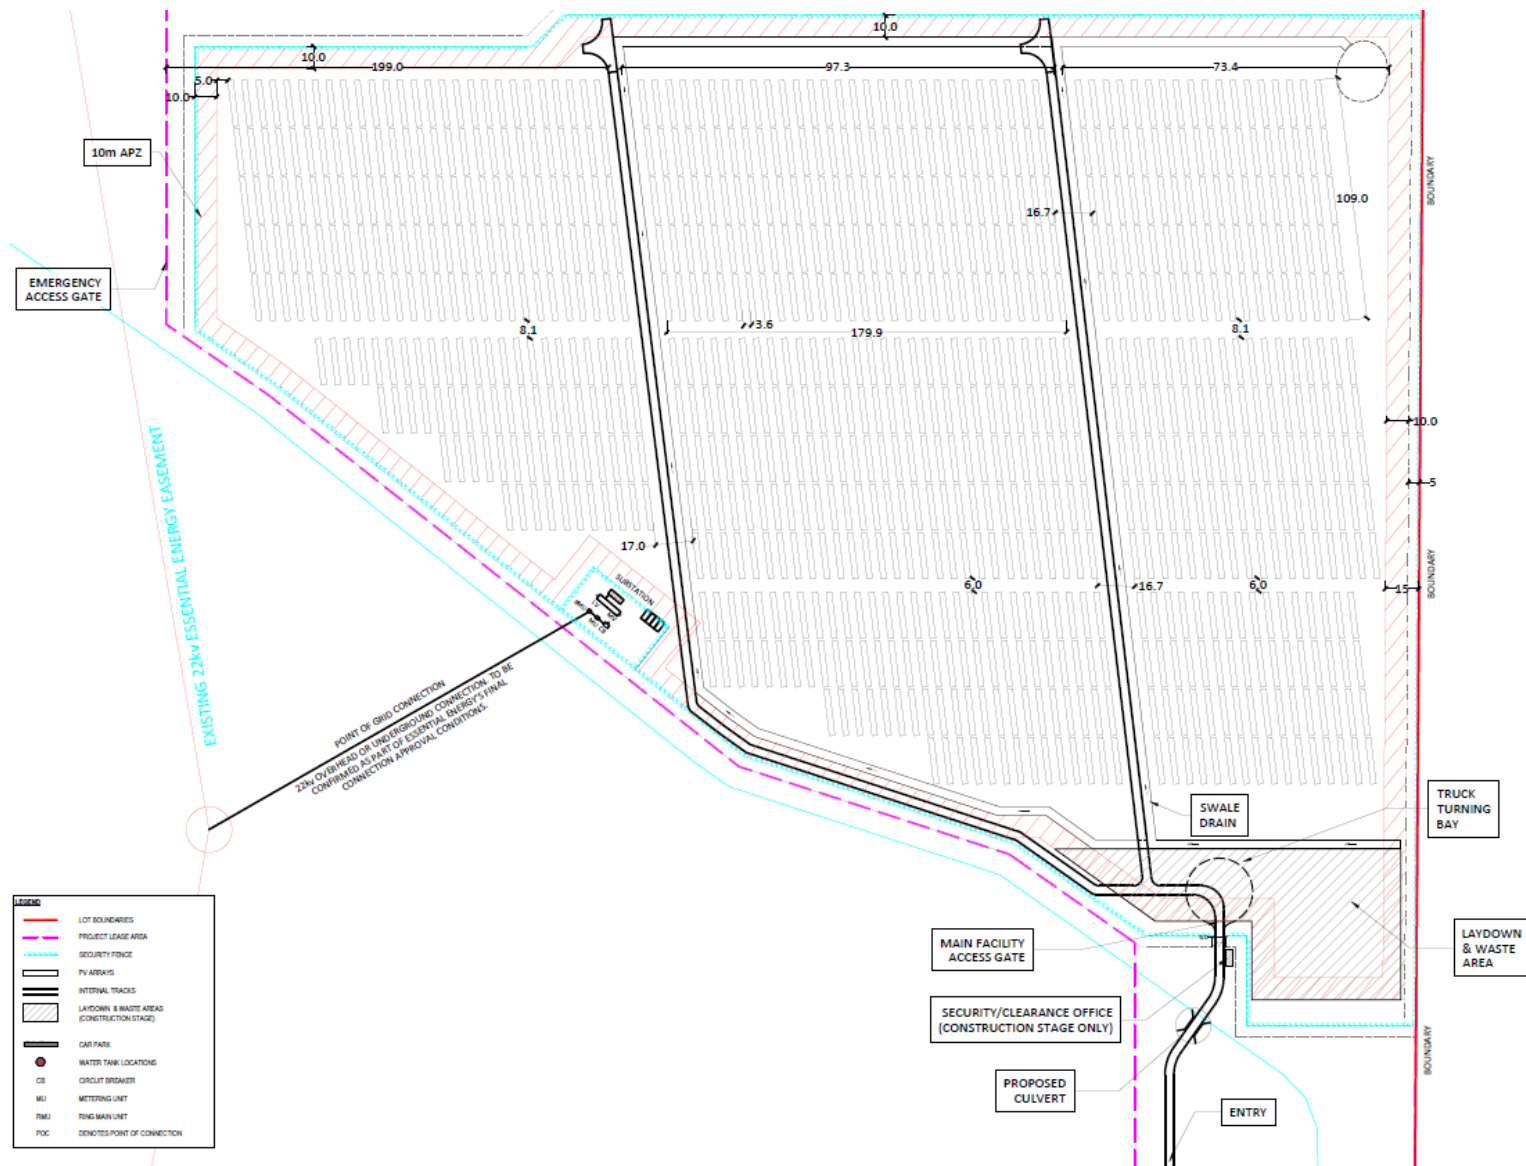 10.0
10.0
199.0
97.3
73.4
5.0
10.0
10m APZ
BOUNDARY
109.0
16.7
EMERGENCY
ACCESS GATE
8.1
3.6
179.9
8.1
10.0
5
EXISTING 22kv ESSENTIAL ENERGY EASEMENT
17.0
6.0
16.7
6.0
15
BOUNDARY
SUBSTATION
RMU
LV
MV
MU CB
POINT OF GRID CONNECTION
22kv OVERHEAD OR UNDERGROUND CONNECTION. TO BE
CONFIRMED AS PART OF ESSENTIAL ENERGY'S FINAL
CONNECTION APPROVAL CONDITIONS.
SWALE
DRAIN
TRUCK
TURNING
BAY
LAYDOWN
& WASTE
AREA
MAIN FACILITY
ACCESS GATE
SECURITY/CLEARANCE OFFICE
(CONSTRUCTION STAGE ONLY)
BOUNDARY
PROPOSED
CULVERT
ENTRY
LEGEND
LOT BOUNDARIES
PROJECT LEASE AREA
SECURITY FENCE
PV ARRAYS
INTERNAL TRACKS
LAYDOWN & WASTE AREAS
(CONSTRUCTION STAGE)
CAR PARK
WATER TANK LOCATIONS
CB CIRCUIT BREAKER
MU METERING UNIT
RMU RING MAIN UNIT
POC DENOTES POINT OF CONNECTION